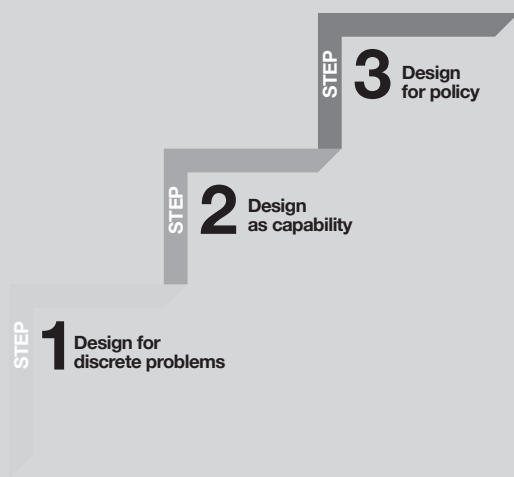 STEP
3
Design
for policy
STEP
2
Design
as capability
STEP
1
Design for
discrete problems